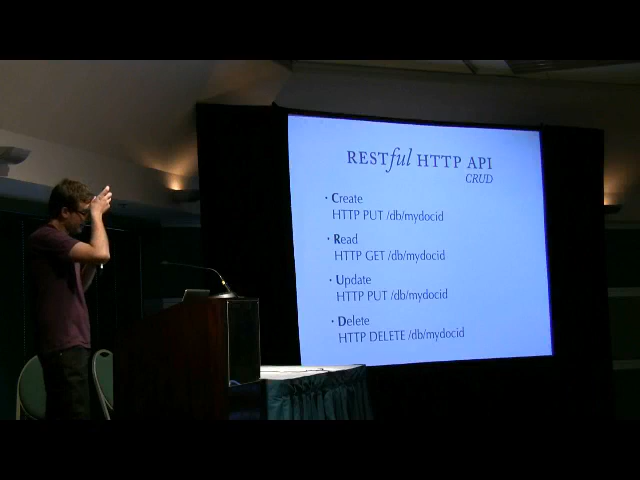 RESTful HTTP API
CRUD
· Create
HTTP PUT /db/mydocid
· Read
HTTP GET /db/mydocid
· Update
HTTP PUT /db/mydocid
· Delete
HTTP DELETE /db/mydocid